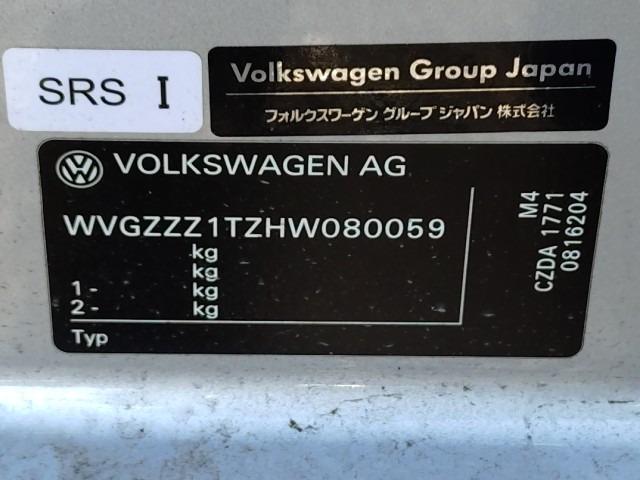 SRS I
Volkswagen Group Japan
フォルクスワーゲン グループ ジャパン 株式会社
VOLKSWAGEN AG
WVGZZZ1TZHW080059
kg
kg
1- kg
2- kg
Typ
M4
CZDA 1771
0816204